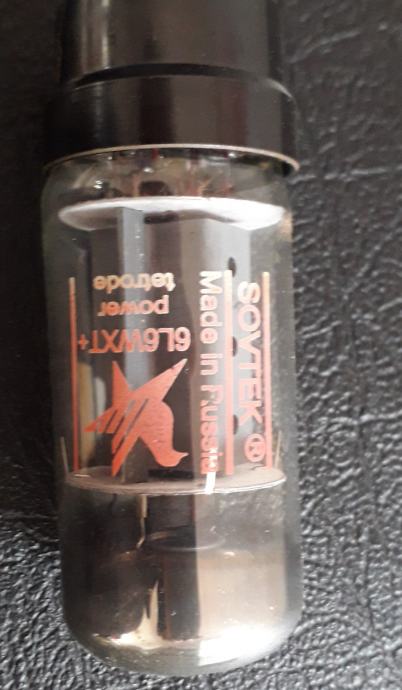 SOVTEK ®
Made in Russia
6L6WXT+
power
tetrode